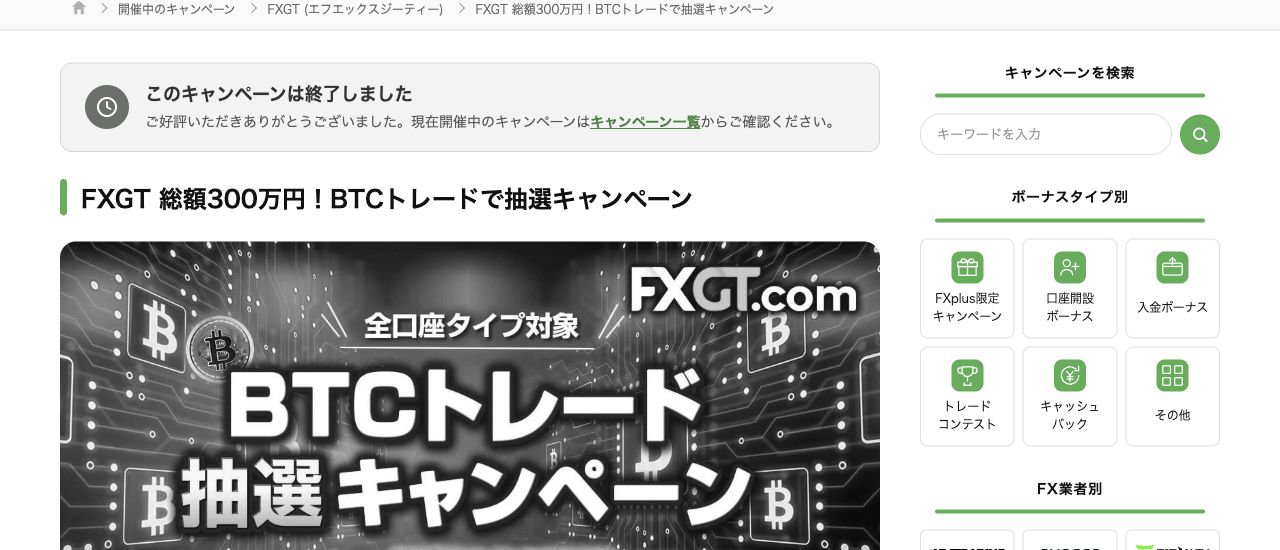 開催中のキャンペーン
FXGT (エフエックスジーティー)
FXGT 総額300万円！BTCトレードで抽選キャンペーン
このキャンペーンは終了しました
ご好評いただきありがとうございました。現在開催中のキャンペーンはキャンペーン一覧からご確認ください。
FXGT 総額300万円！BTCトレードで抽選キャンペーン
FXGT.com
全口座タイプ対象
BTCトレード
抽選キャンペーン
キャンペーンを検索
キーワードを入力
ボーナスタイプ別
FXplus限定
キャンペーン
口座開設
ボーナス
入金ボーナス
トレード
コンテスト
キャッシュ
バック
その他
FX業者別